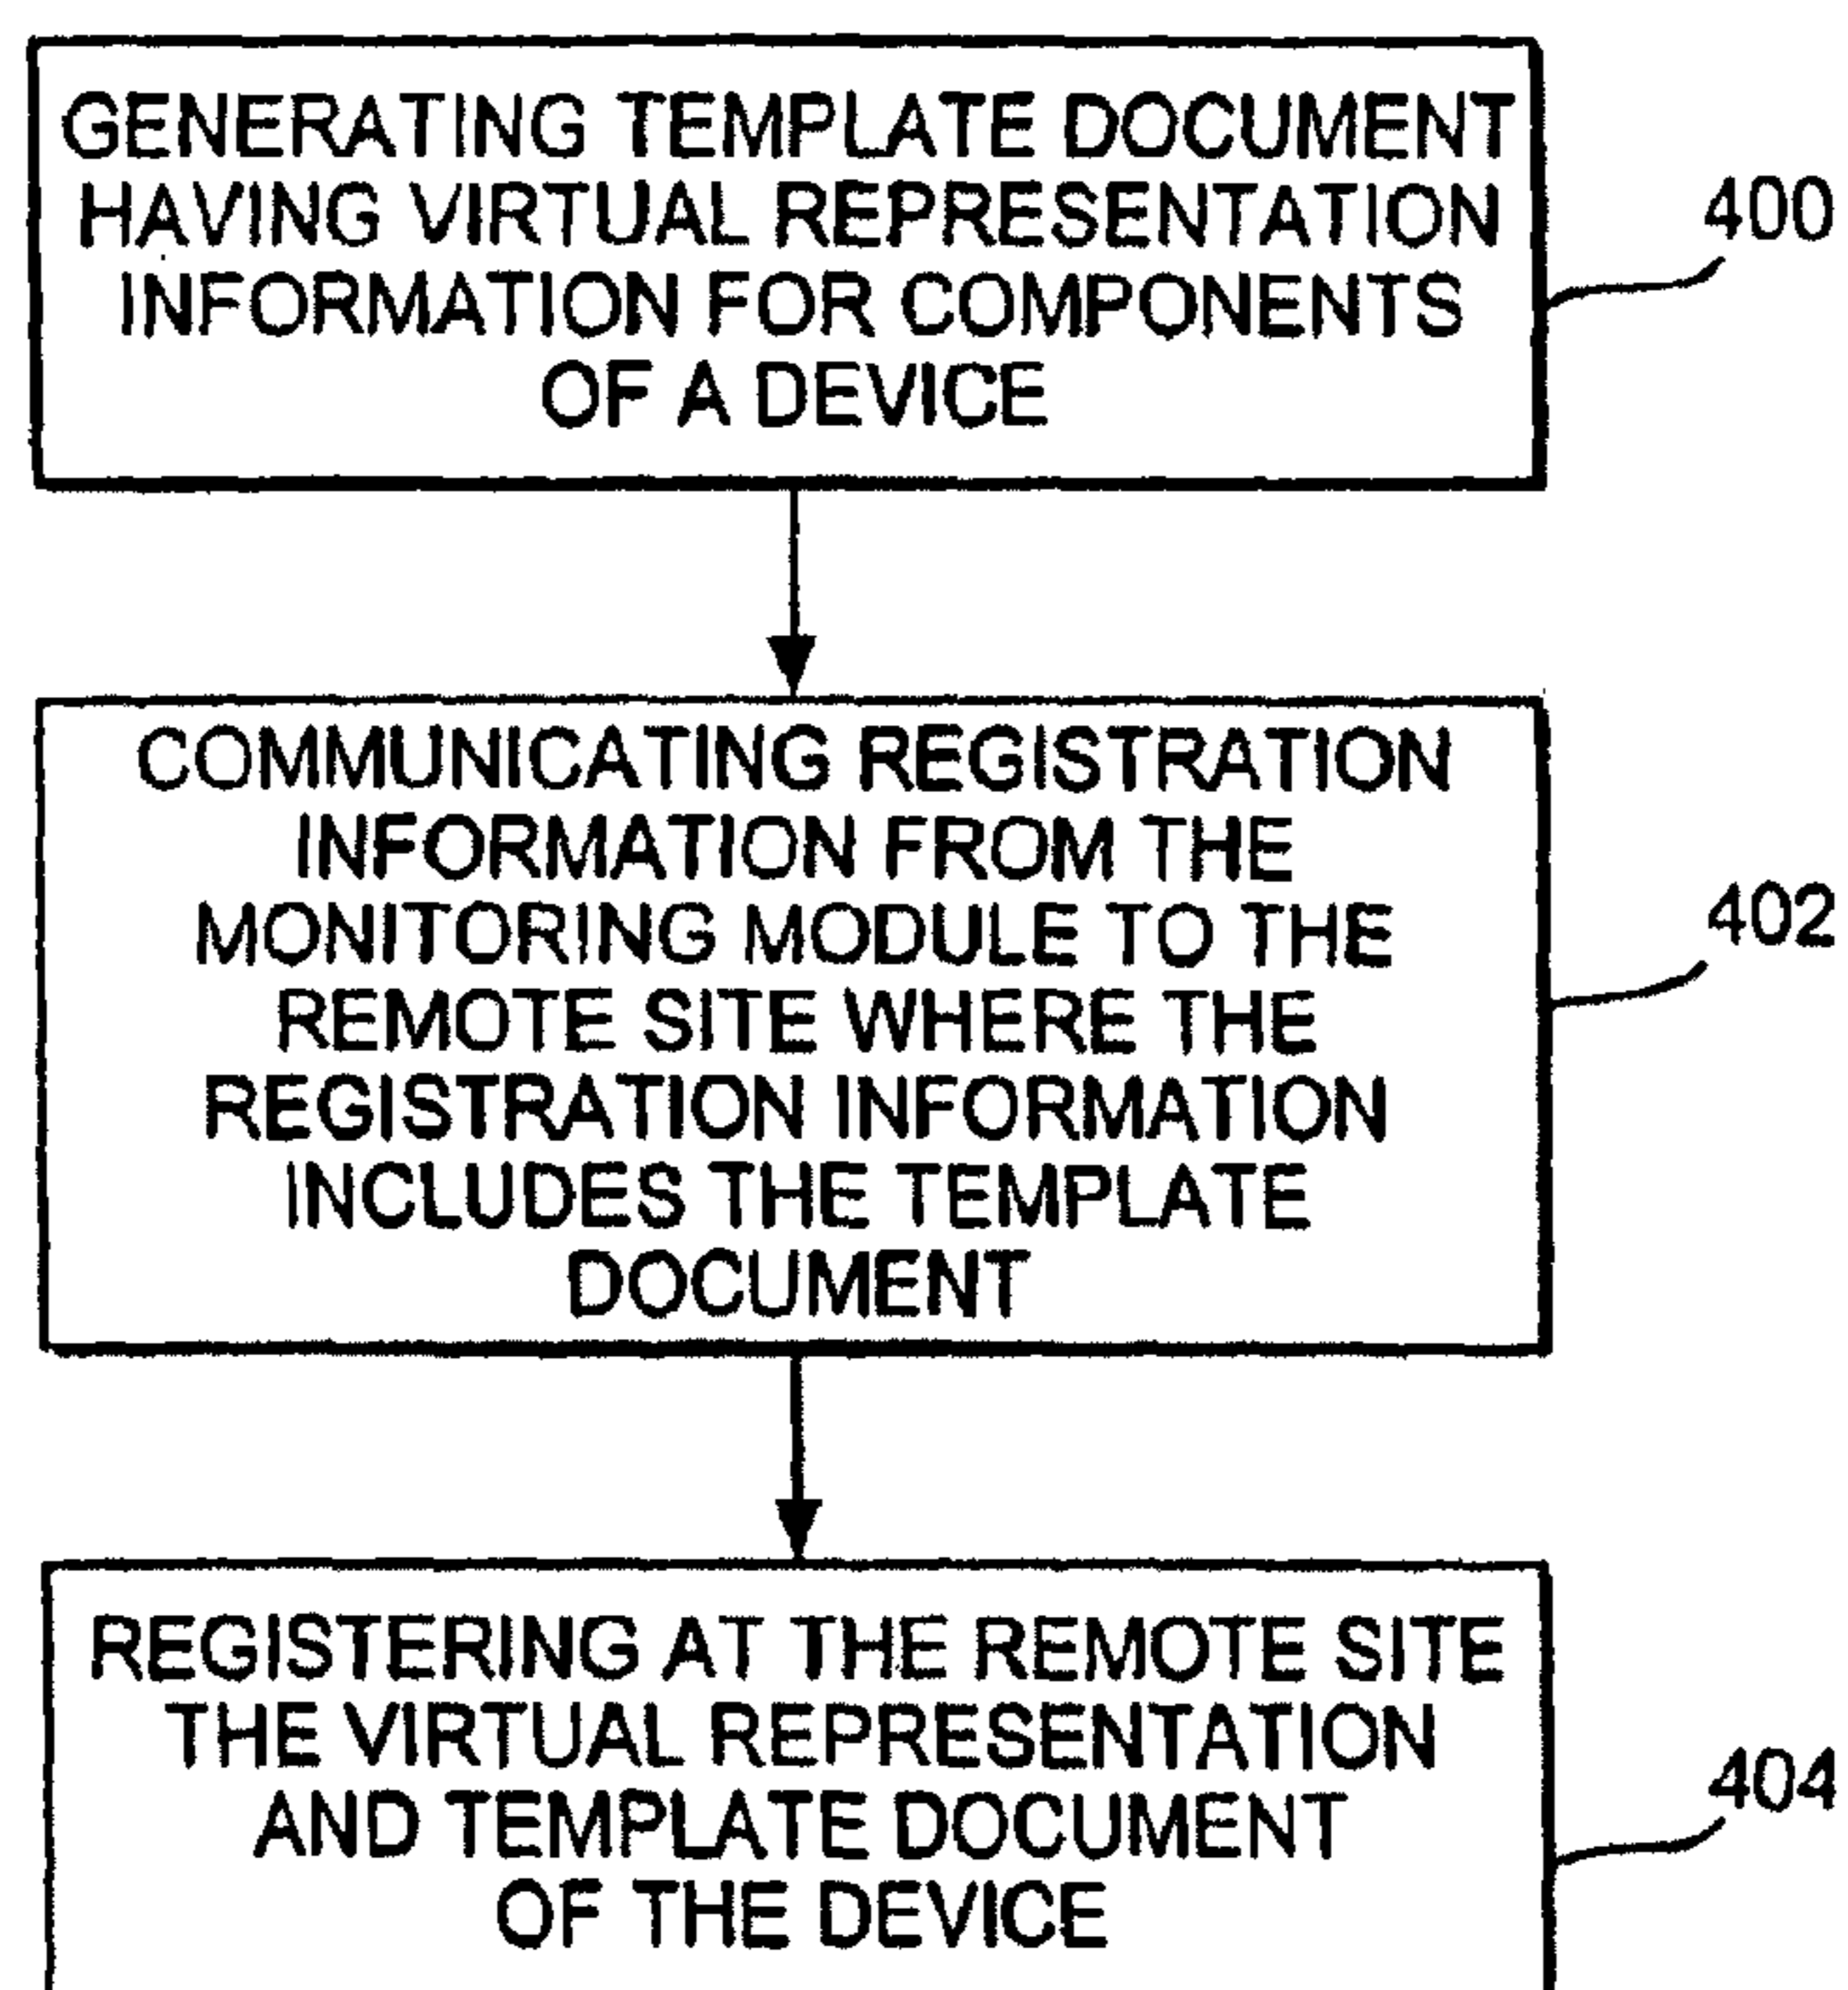 GENERATING TEMPLATE DOCUMENT
HAVING VIRTUAL REPRESENTATION
INFORMATION FOR COMPONENTS
OF A DEVICE
400
COMMUNICATING REGISTRATION
INFORMATION FROM THE
MONITORING MODULE TO THE
REMOTE SITE WHERE THE
REGISTRATION INFORMATION
INCLUDES THE TEMPLATE
DOCUMENT
402
REGISTERING AT THE REMOTE SITE
THE VIRTUAL REPRESENTATION
AND TEMPLATE DOCUMENT
OF THE DEVICE
404